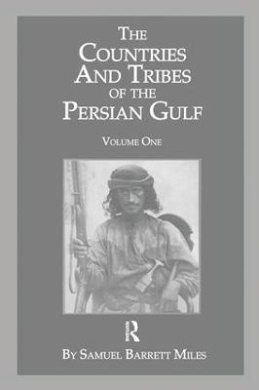 THE
COUNTRIES
AND TRIBES
OF THE
PERSIAN GULF
VOLUME ONE
R
BY SAMUEL BARRETT MILES